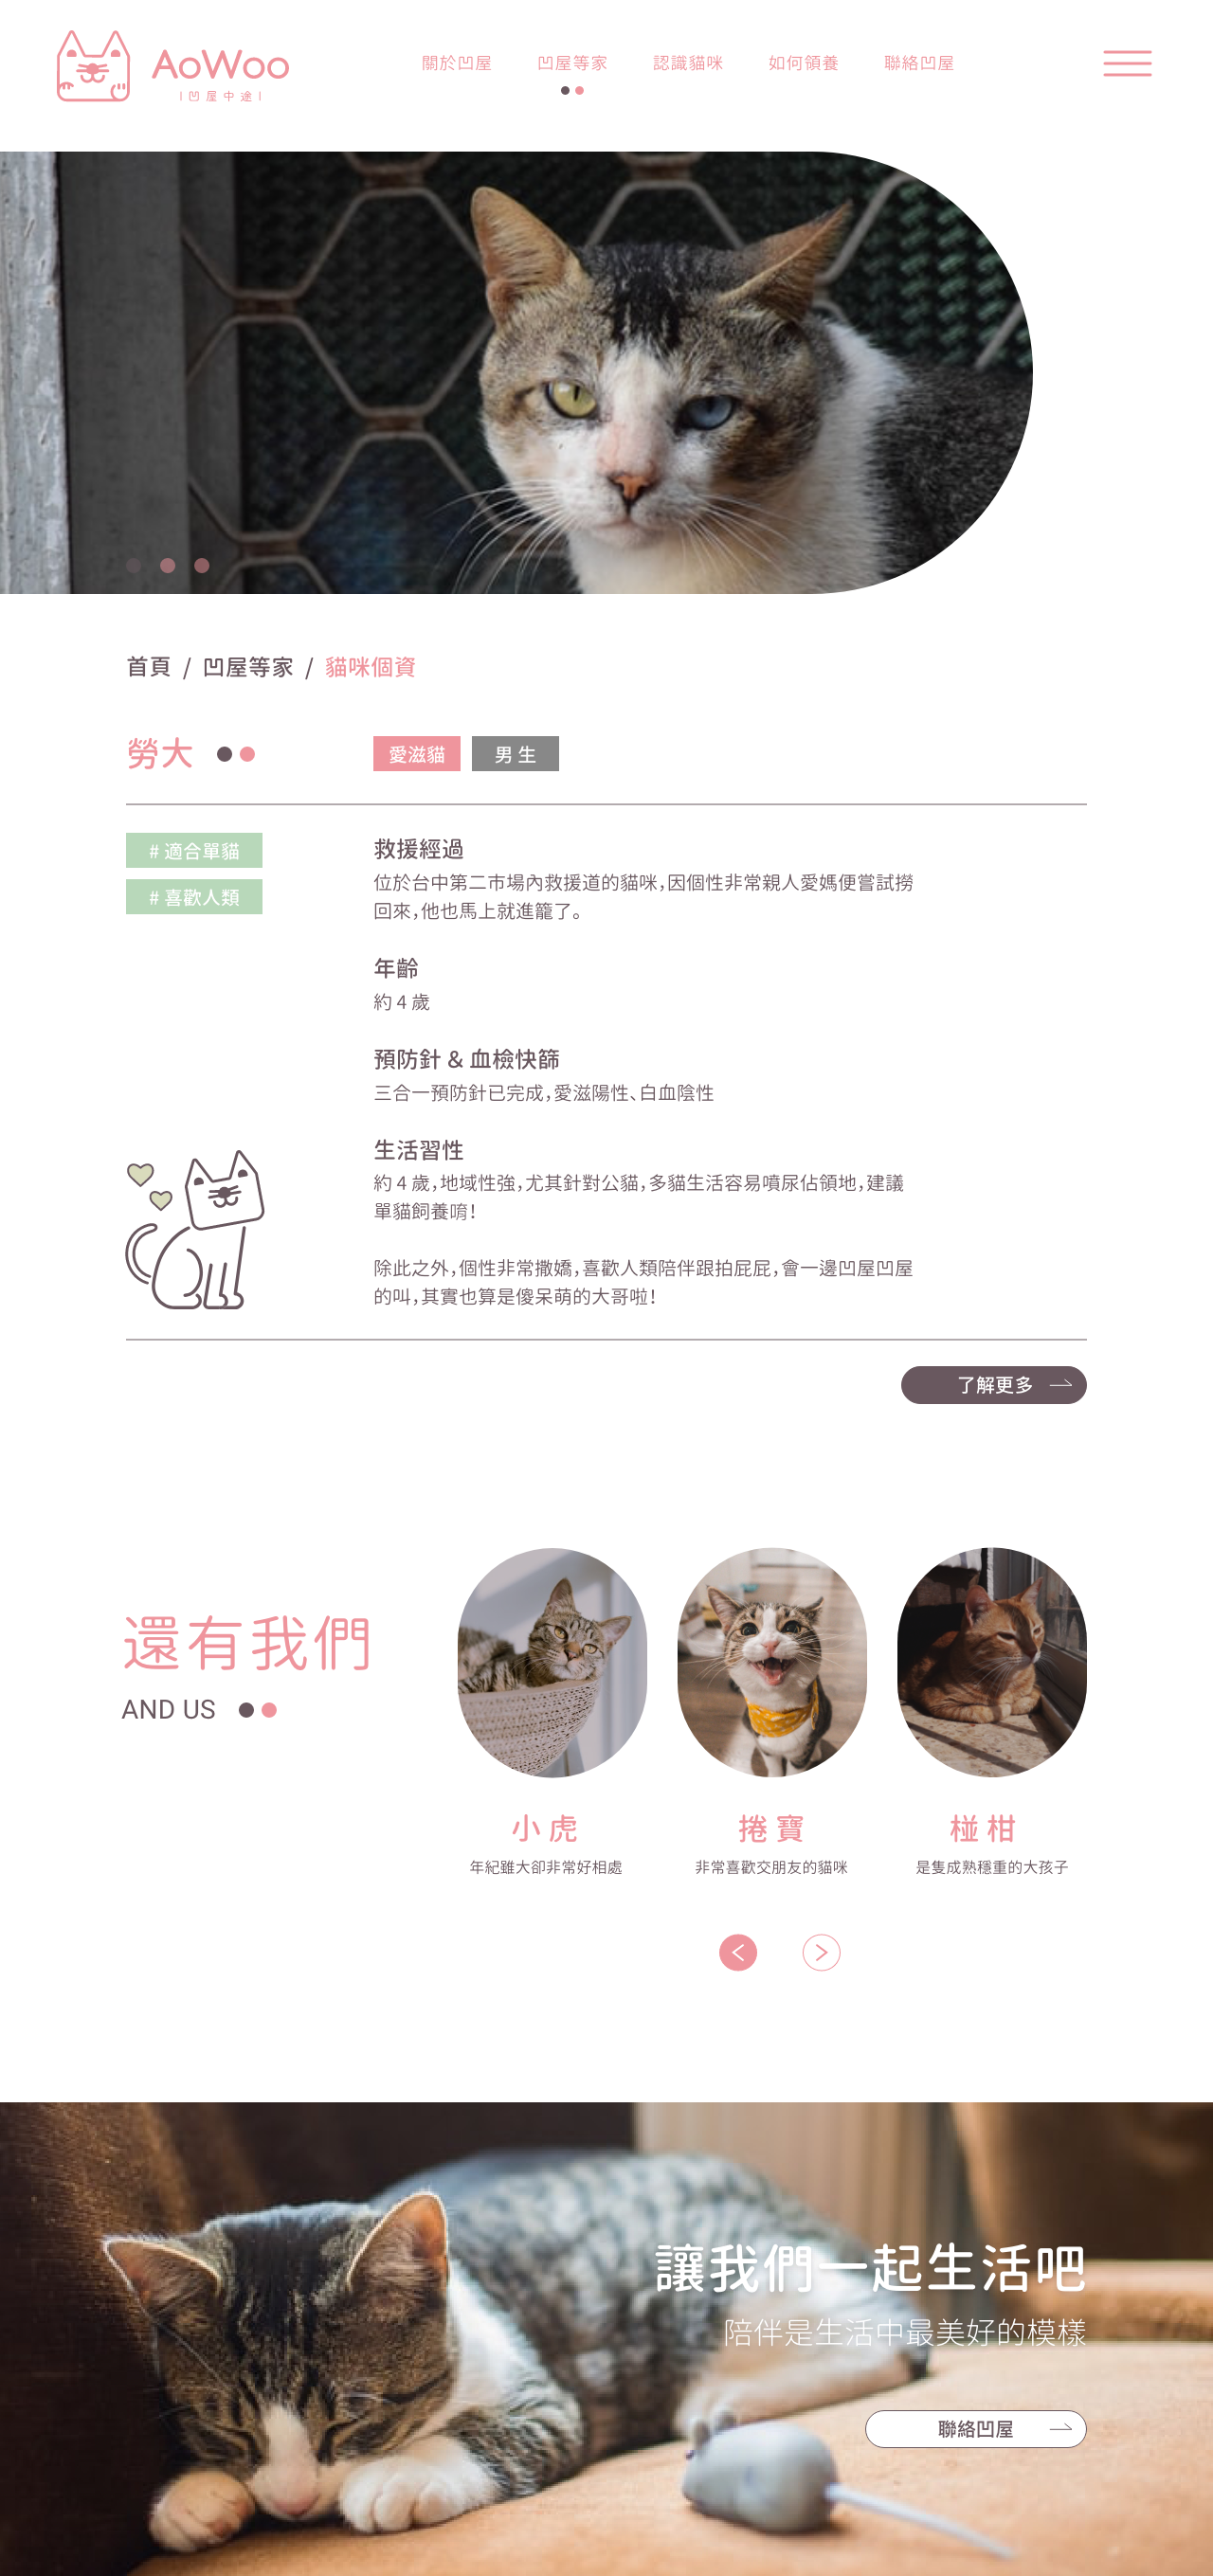 AoWoo
凹屋中途
關於凹屋
凹屋等家
認識貓咪
如何領養
聯絡凹屋
首頁 / 凹屋等家 / 貓咪個資
勞大
愛滋貓
男 生
# 適合單貓
# 喜歡人類
救援經過
位於台中第二市場內救援道的貓咪，因個性非常親人愛媽便嘗試撈
回來，他也馬上就進籠了。
年齡
約 4 歲
預防針 & 血檢快篩
三合一預防針已完成，愛滋陽性、白血陰性
生活習性
約 4 歲，地域性強，尤其針對公貓，多貓生活容易噴尿佔領地，建議
單貓飼養唷！
除此之外，個性非常撒嬌，喜歡人類陪伴跟拍屁屁，會一邊凹屋凹屋
的叫，其實也算是傻呆萌的大哥啦！
了解更多
還有我們
AND US
小 虎
年紀雖大卻非常好相處
捲 寶
非常喜歡交朋友的貓咪
椪 柑
是隻成熟穩重的大孩子
讓我們一起生活吧
陪伴是生活中最美好的模樣
聯絡凹屋